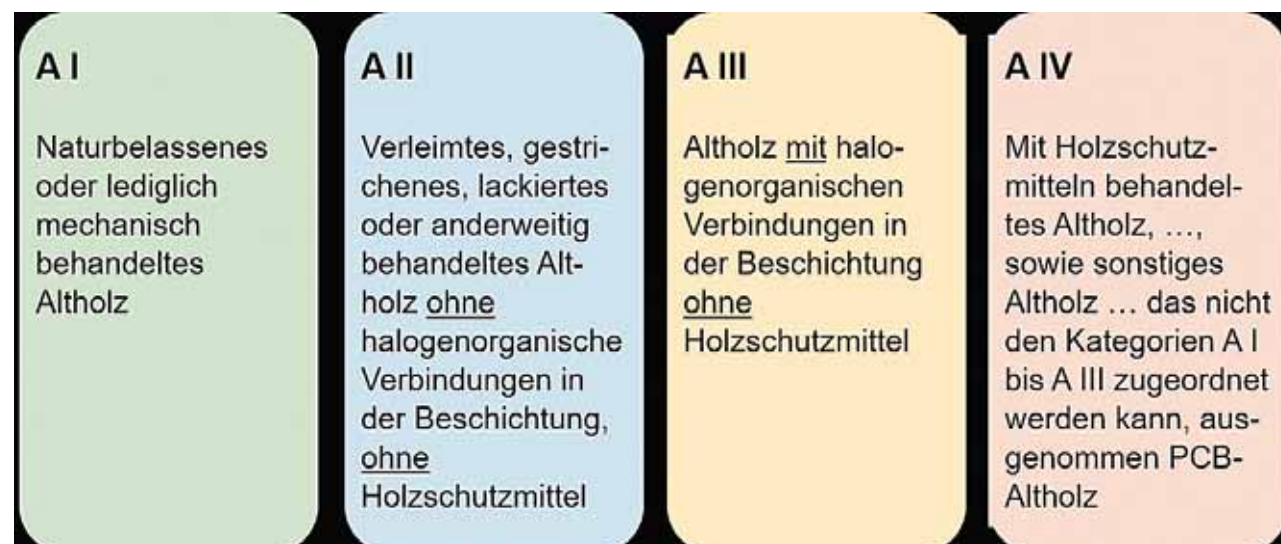 A I
Naturbelassenes
oder lediglich
mechanisch
behandeltes
Altholz
A II
Verleimtes, gestri-
chenes, lackiertes
oder anderweitig
behandeltes Alt-
holz ohne
halogenorganische
Verbindungen in
der Beschichtung,
ohne
Holzschutzmittel
A III
Altholz mit halo-
genorganischen
Verbindungen in
der Beschichtung
ohne
Holzschutzmittel
A IV
Mit Holzschutz-
mitteln behandel-
tes Altholz, …,
sowie sonstiges
Altholz … das nicht
den Kategorien A I
bis A III zugeordnet
werden kann, aus-
genommen PCB-
Altholz